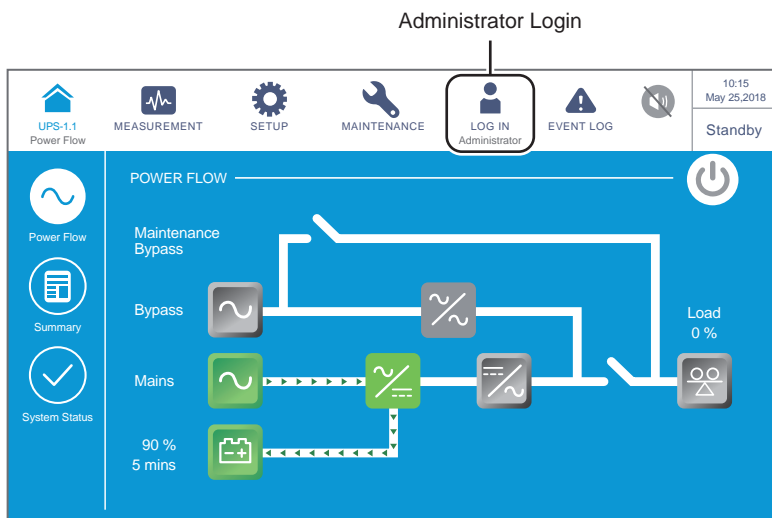 Administrator Login
UPS-1.1
Power Flow
MEASUREMENT
SETUP
MAINTENANCE
LOG IN
Administrator
EVENT LOG
10:15
May 25,2018
Standby
POWER FLOW
Power Flow
Summary
System Status
Maintenance
Bypass
Bypass
Mains
90 %
5 mins
Load
0 %